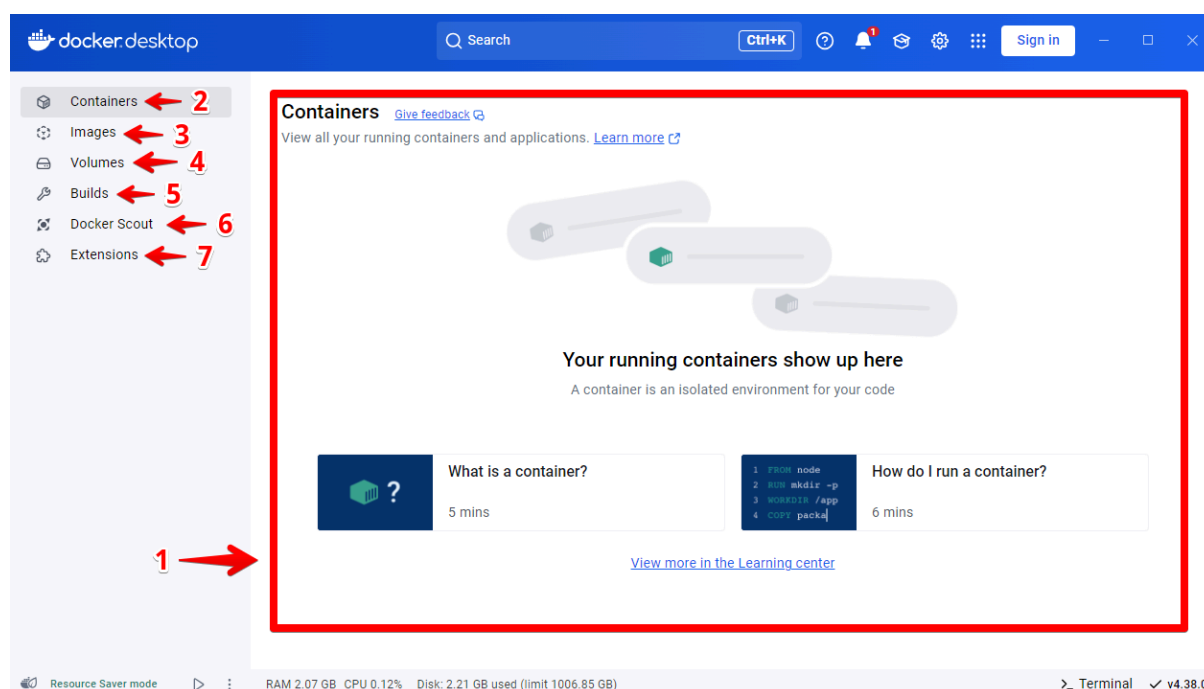 docker.desktop
Search
Ctrl+K
1
Sign in
Containers 2
Images 3
Volumes 4
Builds 5
Docker Scout 6
Extensions 7
Containers Give feedback
View all your running containers and applications. Learn more
Your running containers show up here
A container is an isolated environment for your code
?
What is a container?
5 mins
1 FROM node
2 RUN mkdir -p
3 WORKDIR /app
4 COPY packa
How do I run a container?
6 mins
1
View more in the Learning center
Resource Saver mode
RAM 2.07 GB CPU 0.12% Disk: 2.21 GB used (limit 1006.85 GB)
>_ Terminal
v4.38.0